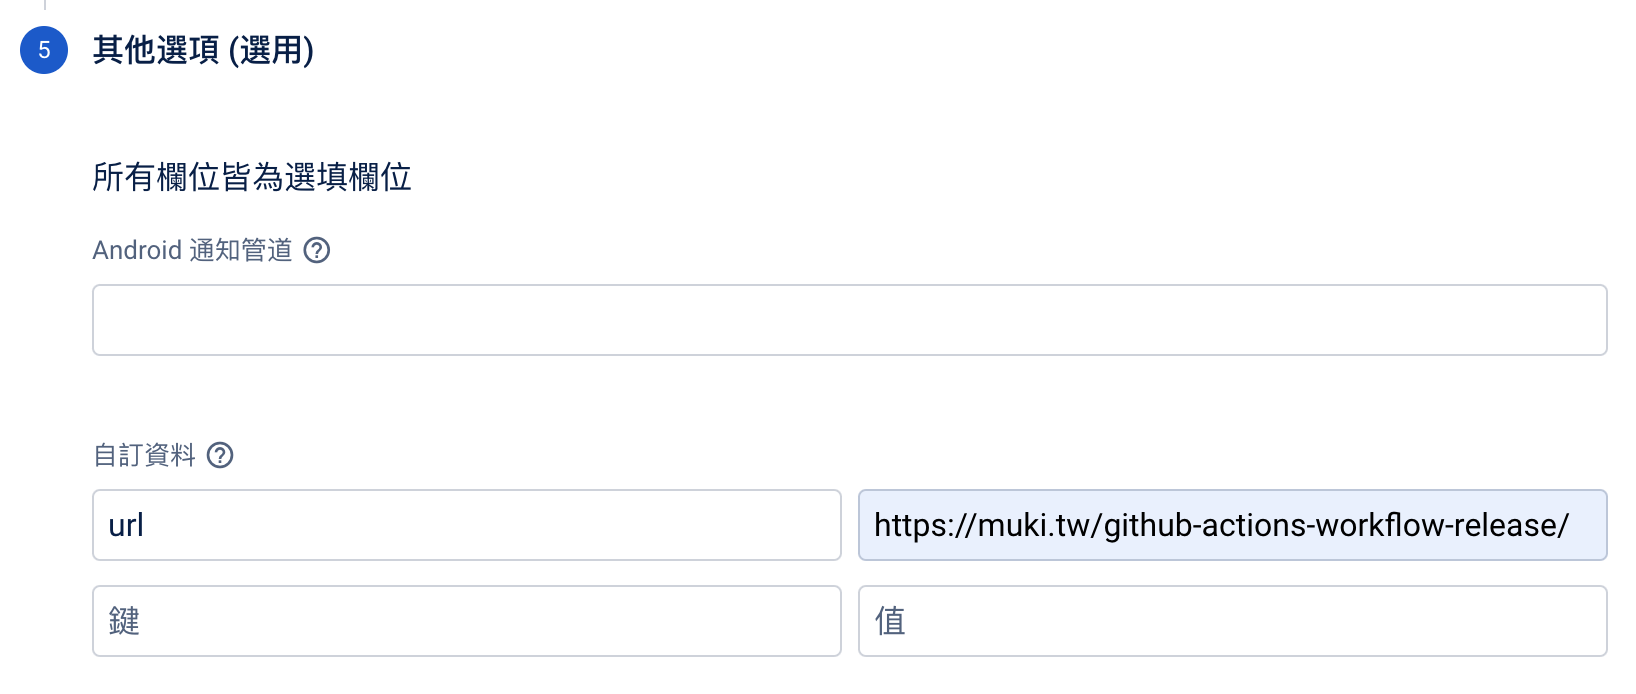 5 其他選項 (選用)
所有欄位皆為選填欄位
Android 通知管道 ?
自訂資料 ?
url https://muki.tw/github-actions-workflow-release/
鍵 值